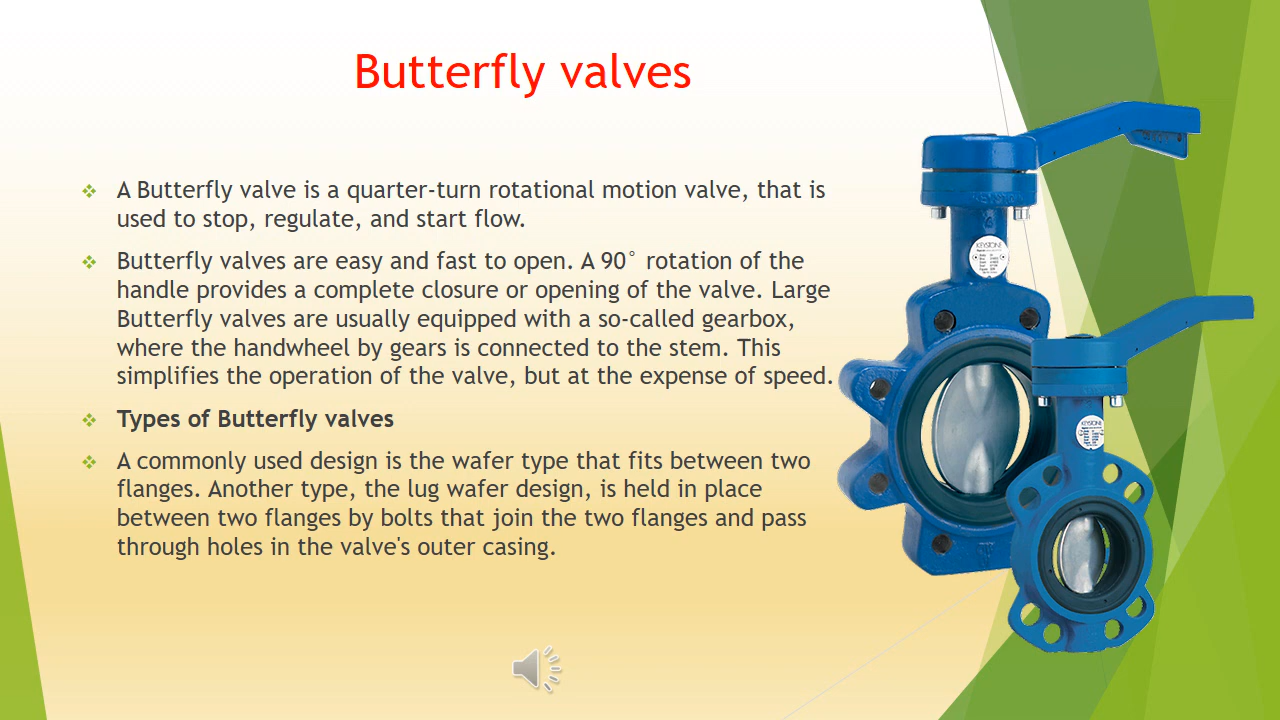 Butterfly valves
A Butterfly valve is a quarter-turn rotational motion valve, that is
used to stop, regulate, and start flow.
Butterfly valves are easy and fast to open. A 90° rotation of the
handle provides a complete closure or opening of the valve. Large
Butterfly valves are usually equipped with a so-called gearbox,
where the handwheel by gears is connected to the stem. This
simplifies the operation of the valve, but at the expense of speed.
Types of Butterfly valves
A commonly used design is the wafer type that fits between two
flanges. Another type, the lug wafer design, is held in place
between two flanges by bolts that join the two flanges and pass
through holes in the valve's outer casing.
KEYSTONE
KEYSTONE